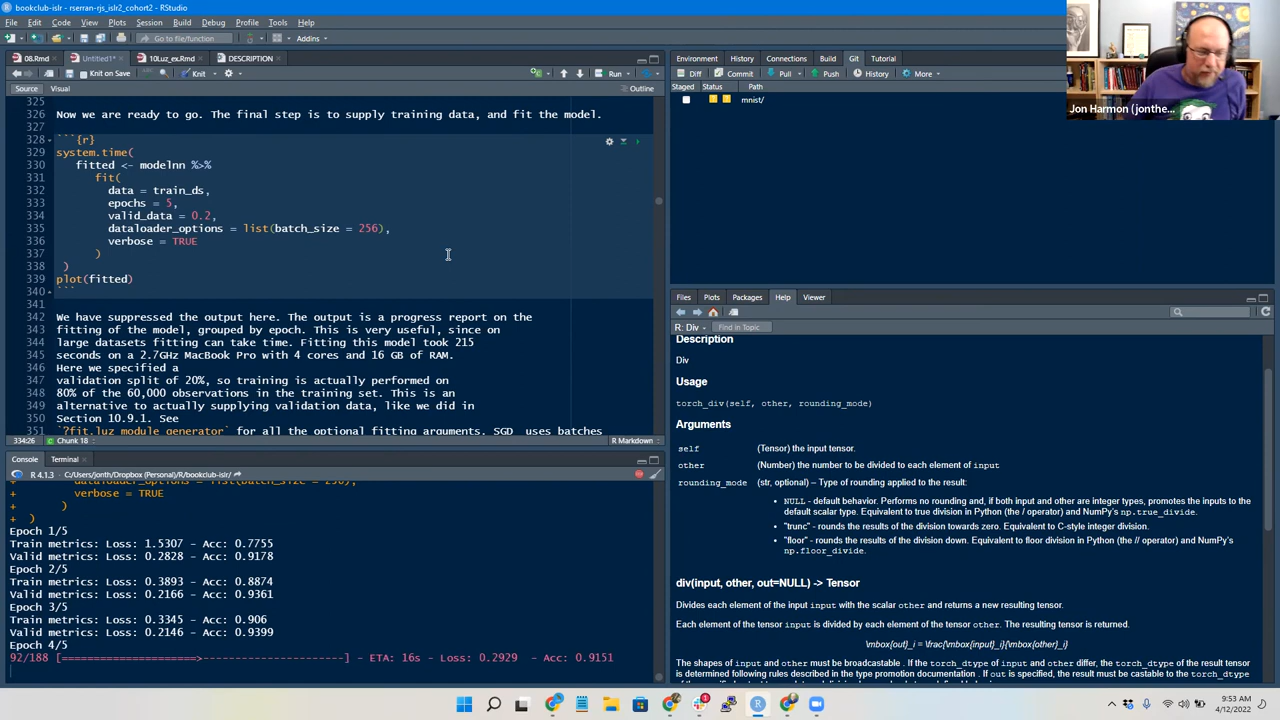 bookclub-islr - rserran-rjs_islr2_cohort2 - RStudio
File Edit Code View Plots Session Build Debug Profile Tools Help
Go to file/function Addins
08.Rmd Untitled1* 10Luz_ex.Rmd DESCRIPTION
Knit on Save Knit Run
Source Visual Outline
325
326 Now we are ready to go. The final step is to supply training data, and fit the model.
327
328 ```{r}
329 system.time(
330 fitted <- modelnn %>%
331 fit(
332 data = train_ds,
333 epochs = 5,
334 valid_data = 0.2,
335 dataloader_options = list(batch_size = 256),
336 verbose = TRUE
337 )
338 )
339 plot(fitted)
340 ```
341
342 We have suppressed the output here. The output is a progress report on the
343 fitting of the model, grouped by epoch. This is very useful, since on
344 large datasets fitting can take time. Fitting this model took 215
345 seconds on a 2.7GHz MacBook Pro with 4 cores and 16 GB of RAM.
346 Here we specified a
347 validation split of 20%, so training is actually performed on
348 80% of the 60,000 observations in the training set. This is an
349 alternative to actually supplying validation data, like we did in
350 Section 10.9.1. See
351 `?fit.luz_module_generator` for all the optional fitting arguments. SGD uses batches
334:26 Chunk 18 R Markdown
Console Terminal
R 4.1.3 · C:/Users/jonth/Dropbox (Personal)/R/bookclub-islr/
+ dataloader_options = list(batch_size = 256),
+ verbose = TRUE
+ )
+ )
Epoch 1/5
Train metrics: Loss: 1.5307 - Acc: 0.7755
Valid metrics: Loss: 0.2828 - Acc: 0.9178
Epoch 2/5
Train metrics: Loss: 0.3893 - Acc: 0.8874
Valid metrics: Loss: 0.2166 - Acc: 0.9361
Epoch 3/5
Train metrics: Loss: 0.3345 - Acc: 0.906
Valid metrics: Loss: 0.2146 - Acc: 0.9399
Epoch 4/5
92/188 [=====================>----------------------] - ETA: 16s - Loss: 0.2929 - Acc: 0.9151
Environment History Connections Build Git Tutorial
Diff Commit Pull Push History More
Staged Status Path
mnist/
Jon Harmon (jonthe
Files Plots Packages Help Viewer
R: Div Find in Topic
Description
Div
Usage
torch_div(self, other, rounding_mode)
Arguments
self (Tensor) the input tensor.
other (Number) the number to be divided to each element of input
rounding_mode (str, optional) – Type of rounding applied to the result:
• NULL - default behavior. Performs no rounding and, if both input and other are integer types, promotes the inputs to the
default scalar type. Equivalent to true division in Python (the / operator) and NumPy's np.true_divide.
• "trunc" - rounds the results of the division towards zero. Equivalent to C-style integer division.
• "floor" - rounds the results of the division down. Equivalent to floor division in Python (the // operator) and NumPy's
np.floor_divide.
div(input, other, out=NULL) -> Tensor
Divides each element of the input input with the scalar other and returns a new resulting tensor.
Each element of the tensor input is divided by each element of the tensor other. The resulting tensor is returned.
\mbox{out}_i = \frac{\mbox{input}_i}{\mbox{other}_i}
The shapes of input and other must be broadcastable . If the torch_dtype of input and other differ, the torch_dtype of the result tensor
is determined following rules described in the type promotion documentation . If out is specified, the result must be castable to the torch_dtype
9:53 AM
4/12/2022